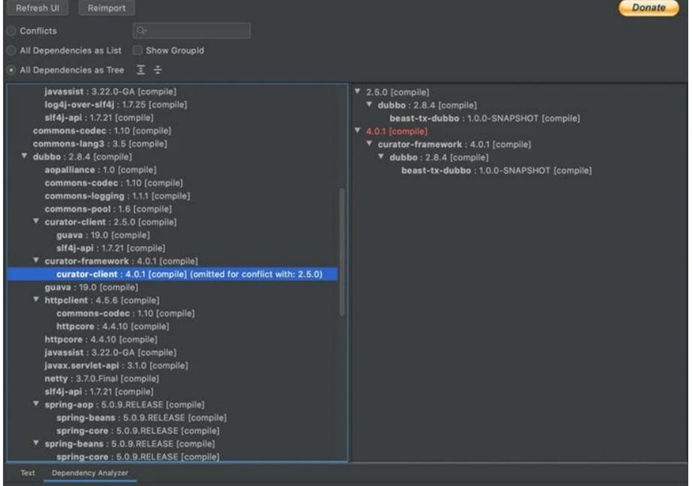 Refresh UI Reimport Donate
Conflicts
All Dependencies as List Show GroupId
All Dependencies as Tree
javassist : 3.22.0-GA [compile]
log4j-over-slf4j : 1.7.25 [compile]
slf4j-api : 1.7.21 [compile]
commons-codec : 1.10 [compile]
commons-lang3 : 3.5 [compile]
dubbo : 2.8.4 [compile]
aopalliance : 1.0 [compile]
commons-codec : 1.10 [compile]
commons-logging : 1.1.1 [compile]
commons-pool : 1.6 [compile]
curator-client : 2.5.0 [compile]
guava : 19.0 [compile]
slf4j-api : 1.7.21 [compile]
curator-framework : 4.0.1 [compile]
curator-client : 4.0.1 [compile] (omitted for conflict with: 2.5.0)
guava : 19.0 [compile]
httpclient : 4.5.6 [compile]
commons-codec : 1.10 [compile]
httpcore : 4.4.10 [compile]
httpcore : 4.4.10 [compile]
javassist : 3.22.0-GA [compile]
javax.servlet-api : 3.1.0 [compile]
netty : 3.7.0.Final [compile]
slf4j-api : 1.7.21 [compile]
spring-aop : 5.0.9.RELEASE [compile]
spring-beans : 5.0.9.RELEASE [compile]
spring-core : 5.0.9.RELEASE [compile]
spring-beans : 5.0.9.RELEASE [compile]
spring-core : 5.0.9.RELEASE [compile]
2.5.0 [compile]
dubbo : 2.8.4 [compile]
beast-tx-dubbo : 1.0.0-SNAPSHOT [compile]
4.0.1 [compile]
curator-framework : 4.0.1 [compile]
dubbo : 2.8.4 [compile]
beast-tx-dubbo : 1.0.0-SNAPSHOT [compile]
Text Dependency Analyzer